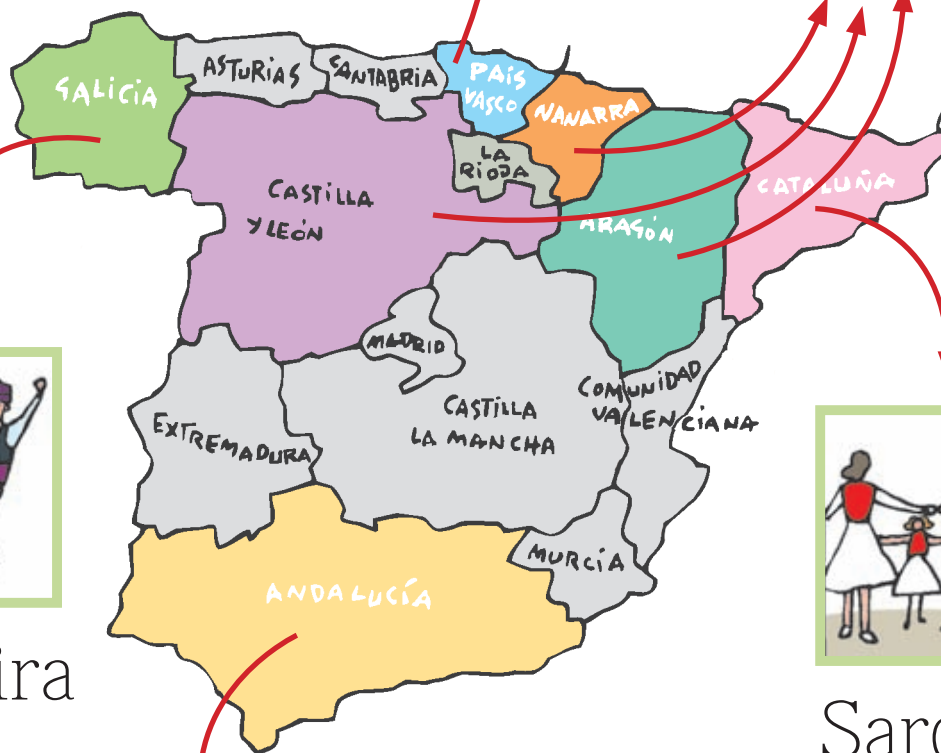 GALICIA
ASTURIAS
CANTABRIA
PAÍS
VASCO
NANARRA
LA
RIOJA
CASTILLA
Y LEÓN
ARAGÓN
CATALUÑA
MADRID
COMUNIDAD
VALENCIANA
CASTILLA
LA MANCHA
EXTREMADURA
MURCIA
ANDALUCÍA
ira
Sard